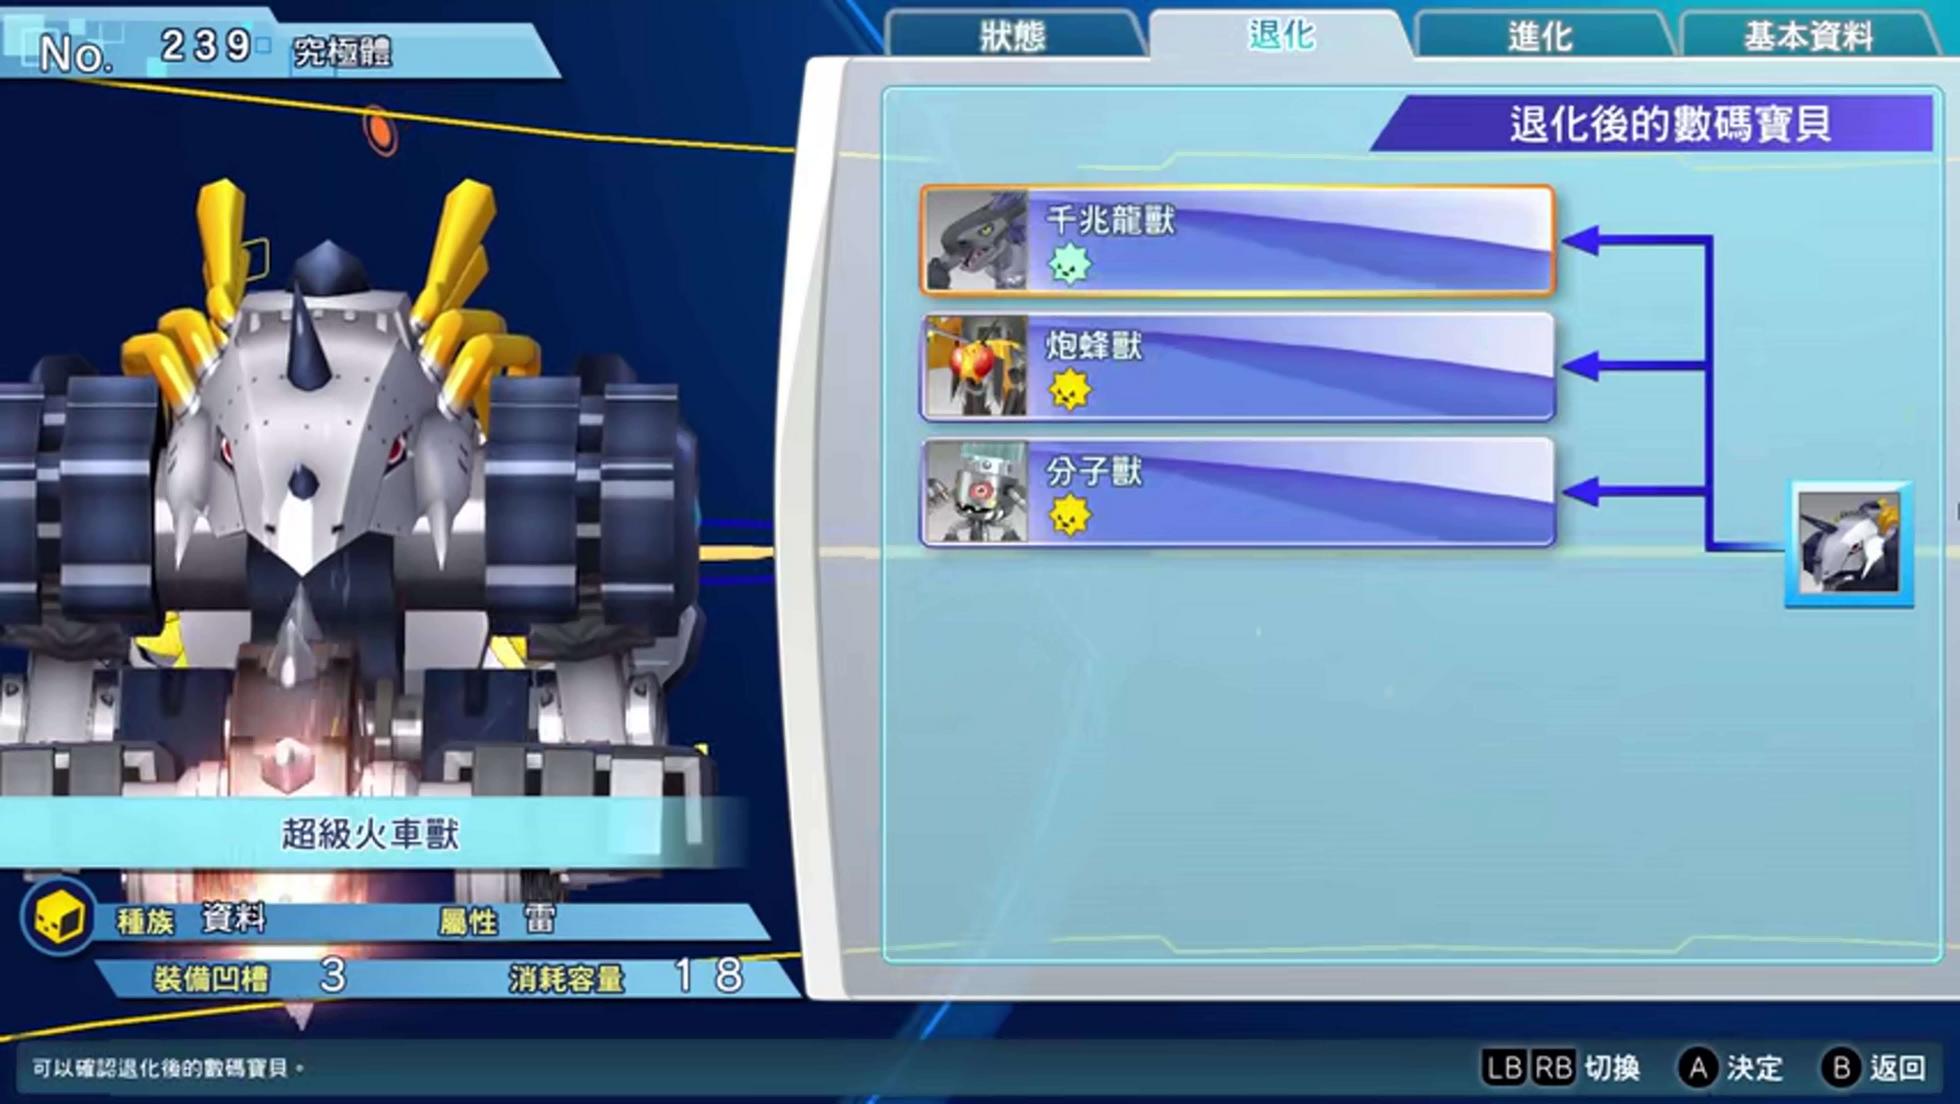 No. 239 究極體
狀態 退化 進化 基本資料
退化後的數碼寶貝
千兆龍獸
炮蜂獸
分子獸
超級火車獸
種族 資料 屬性 雷
裝備凹槽 3 消耗容量 18
可以確認退化後的數碼寶貝。
LB RB 切換 A 決定 B 返回